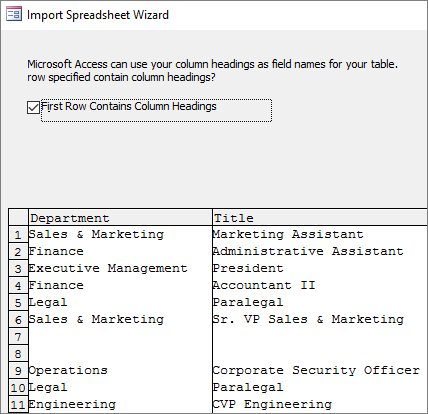 Import Spreadsheet Wizard
Microsoft Access can use your column headings as field names for your table.
row specified contain column headings?
First Row Contains Column Headings
Department Title
1 Sales & Marketing Marketing Assistant
2 Finance Administrative Assistant
3 Executive Management President
4 Finance Accountant II
5 Legal Paralegal
6 Sales & Marketing Sr. VP Sales & Marketing
7
8
9 Operations Corporate Security Officer
10 Legal Paralegal
11 Engineering CVP Engineering